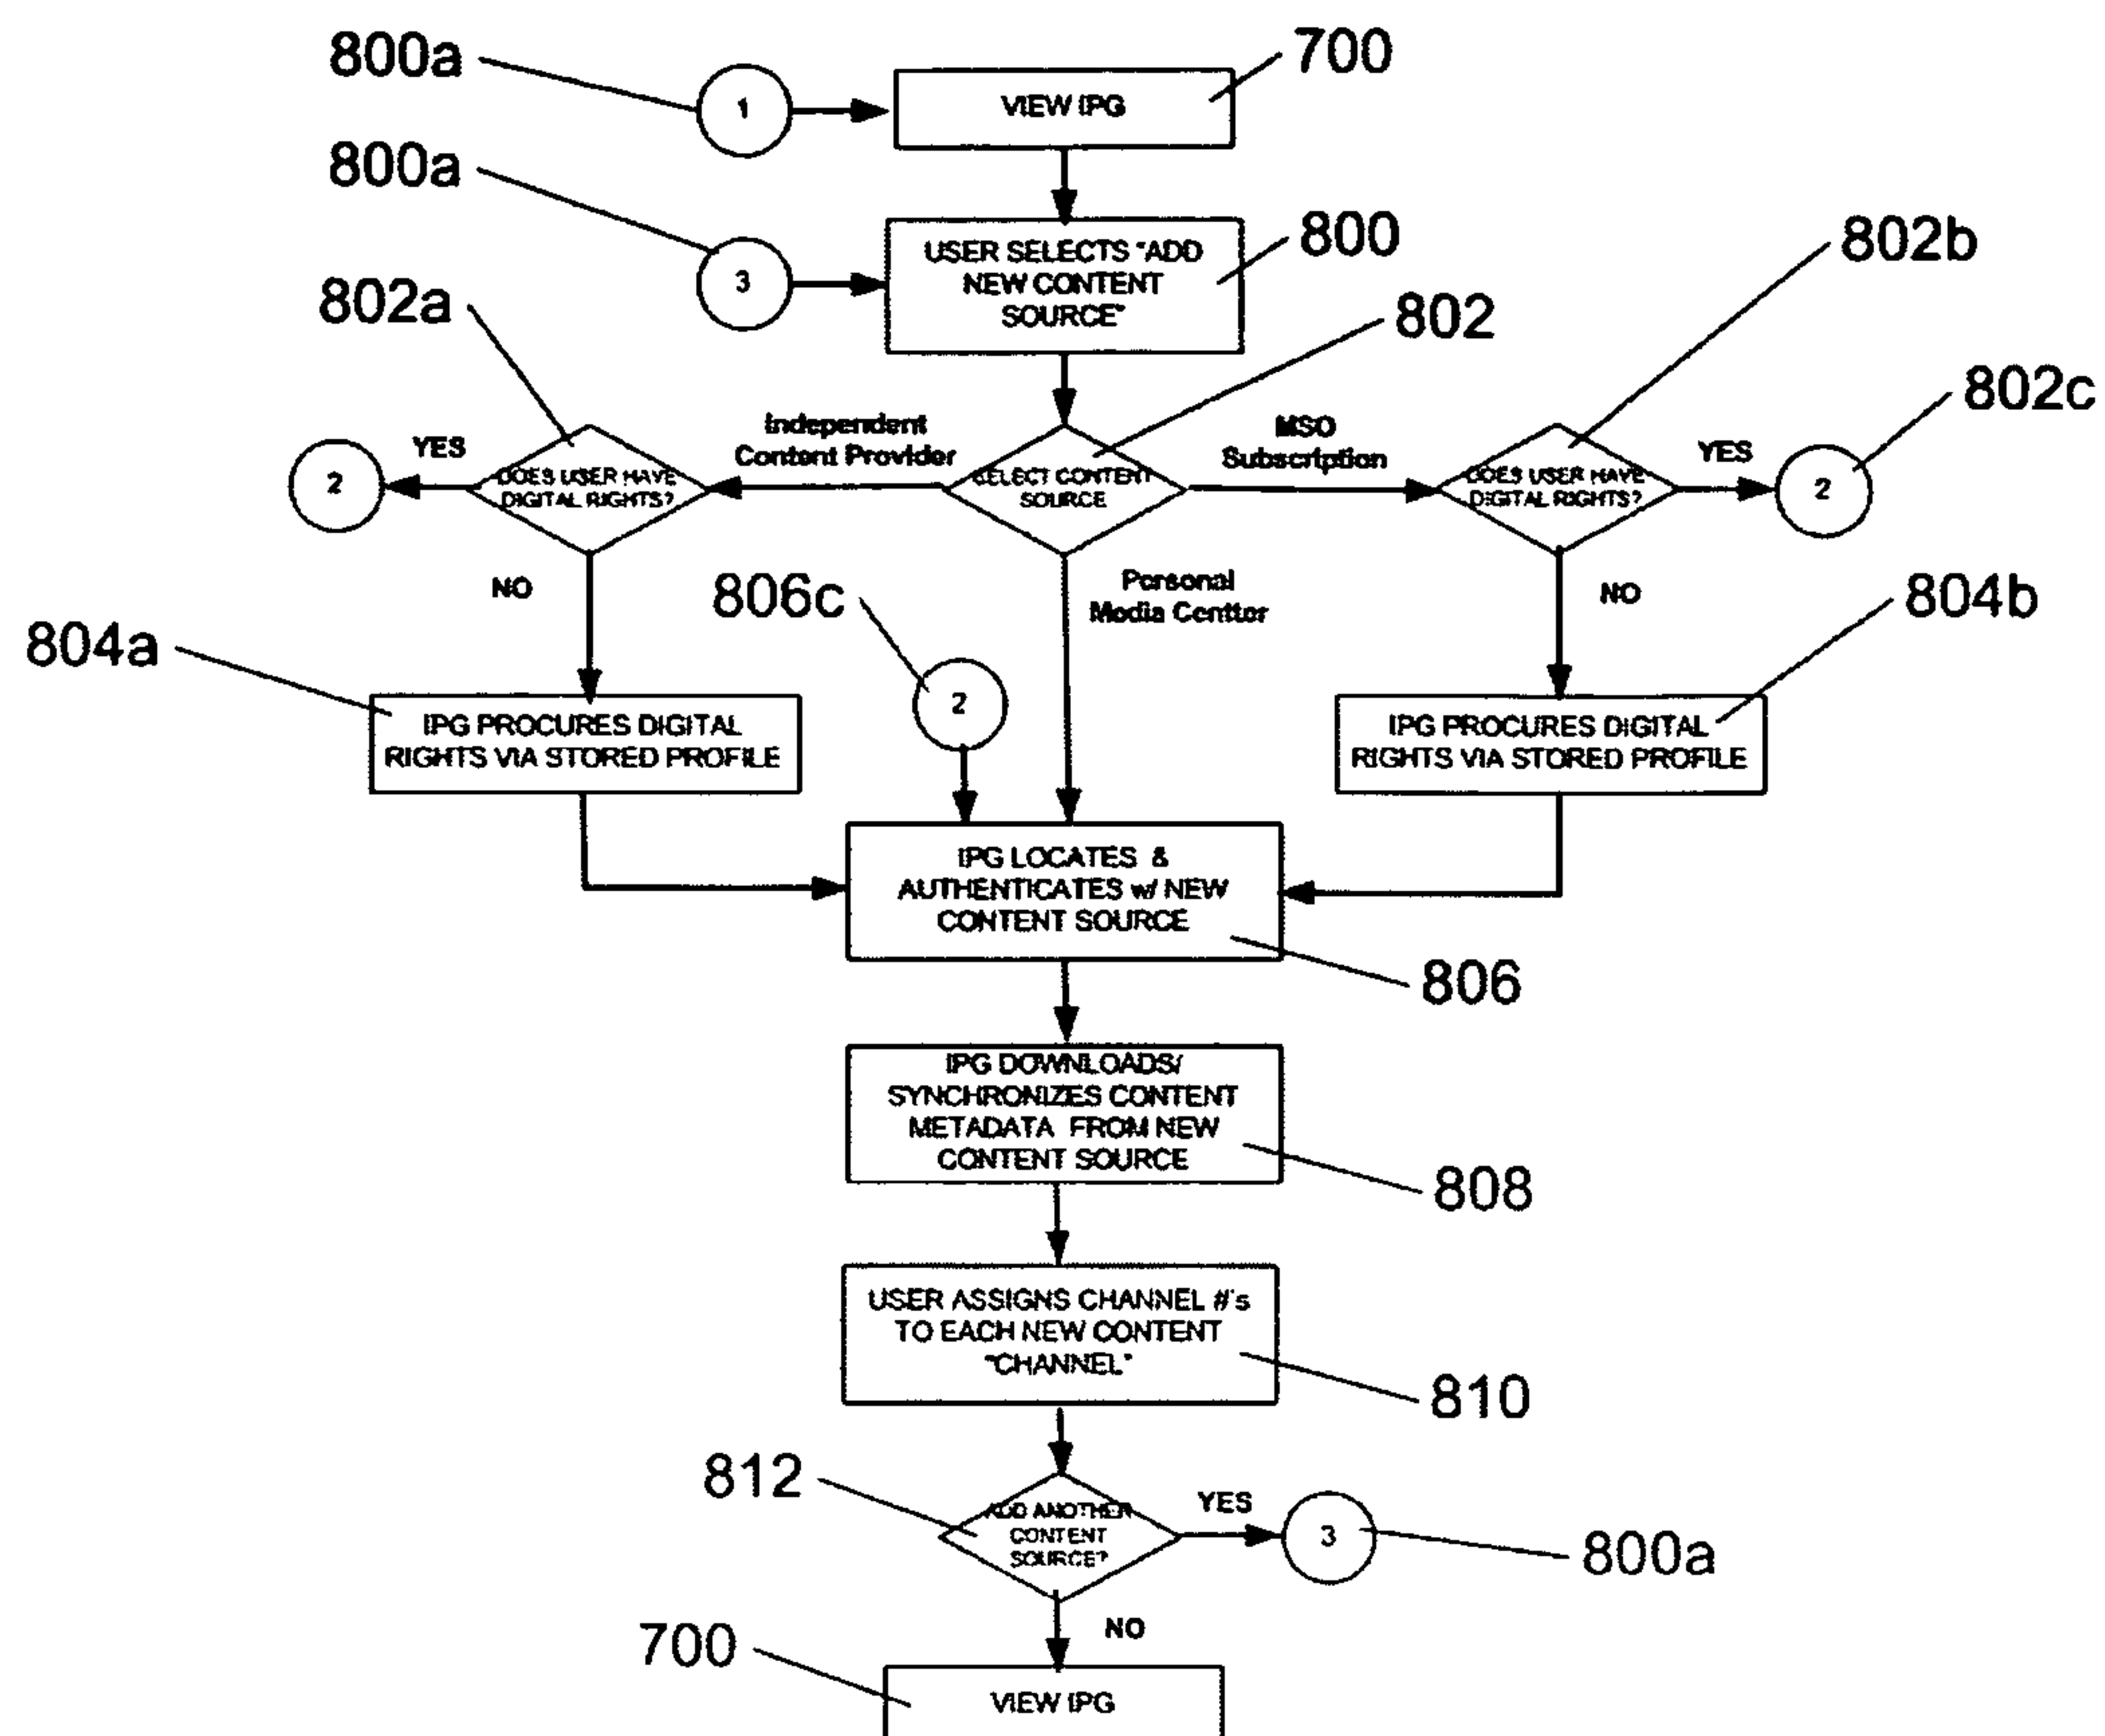 800a
1
VIEW IPG
700
800a
3
USER SELECTS "ADD
NEW CONTENT
SOURCE"
800
802b
802a
802
802c
2
YES
DOES USER HAVE
DIGITAL RIGHTS?
Independent
Content Provider
SELECT CONTENT
SOURCE
MSO
Subscription
DOES USER HAVE
DIGITAL RIGHTS?
YES
2
NO
806c
Personal
Media Centter
NO
804b
804a
2
IPG PROCURES DIGITAL
RIGHTS VIA STORED PROFILE
IPG PROCURES DIGITAL
RIGHTS VIA STORED PROFILE
IPG LOCATES &
AUTHENTICATES w/ NEW
CONTENT SOURCE
806
IPG DOWNLOADS/
SYNCHRONIZES CONTENT
METADATA FROM NEW
CONTENT SOURCE
808
USER ASSIGNS CHANNEL #'s
TO EACH NEW CONTENT
"CHANNEL"
810
812
ADD ANOTHER
CONTENT
SOURCE?
YES
3
800a
NO
700
VIEW IPG